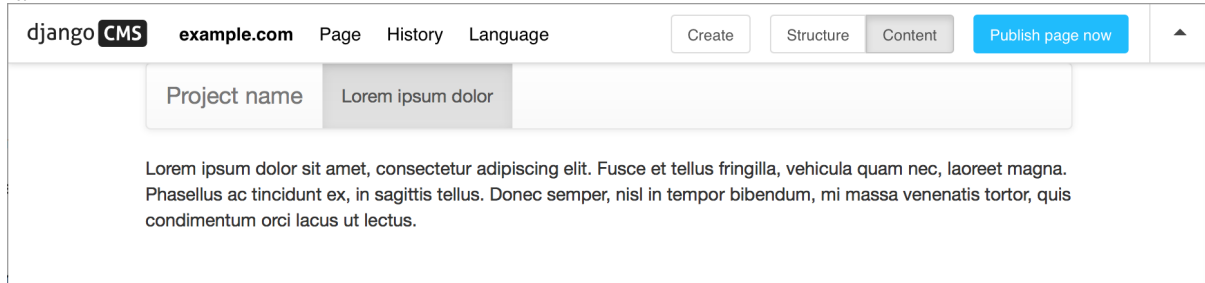 django CMS example.com Page History Language Create Structure Content Publish page now
Project name Lorem ipsum dolor
Lorem ipsum dolor sit amet, consectetur adipiscing elit. Fusce et tellus fringilla, vehicula quam nec, laoreet magna.
Phasellus ac tincidunt ex, in sagittis tellus. Donec semper, nisl in tempor bibendum, mi massa venenatis tortor, quis
condimentum orci lacus ut lectus.